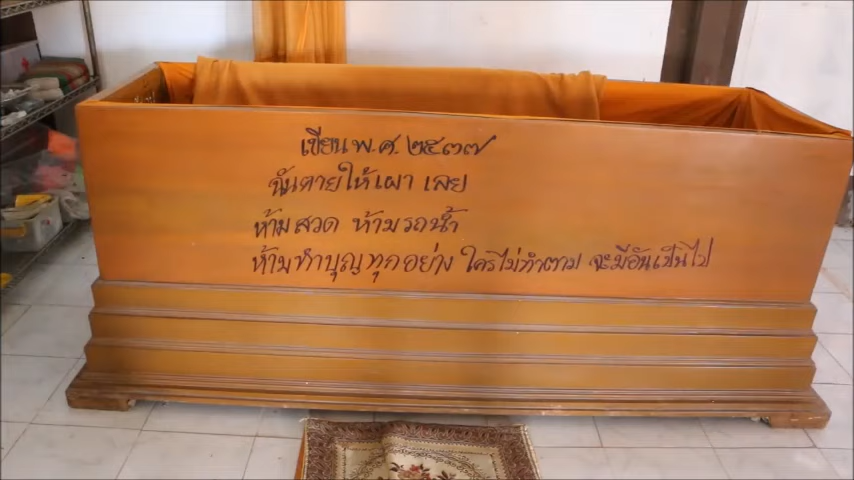 เขียน พ.ศ. ๒๕๓๗
ฉันตายให้เผา เลย
ห้ามสวด ห้ามรดน้ำ
ห้ามทำบุญทุกอย่าง ใครไม่ทำตาม จะมีอันเป็นไป